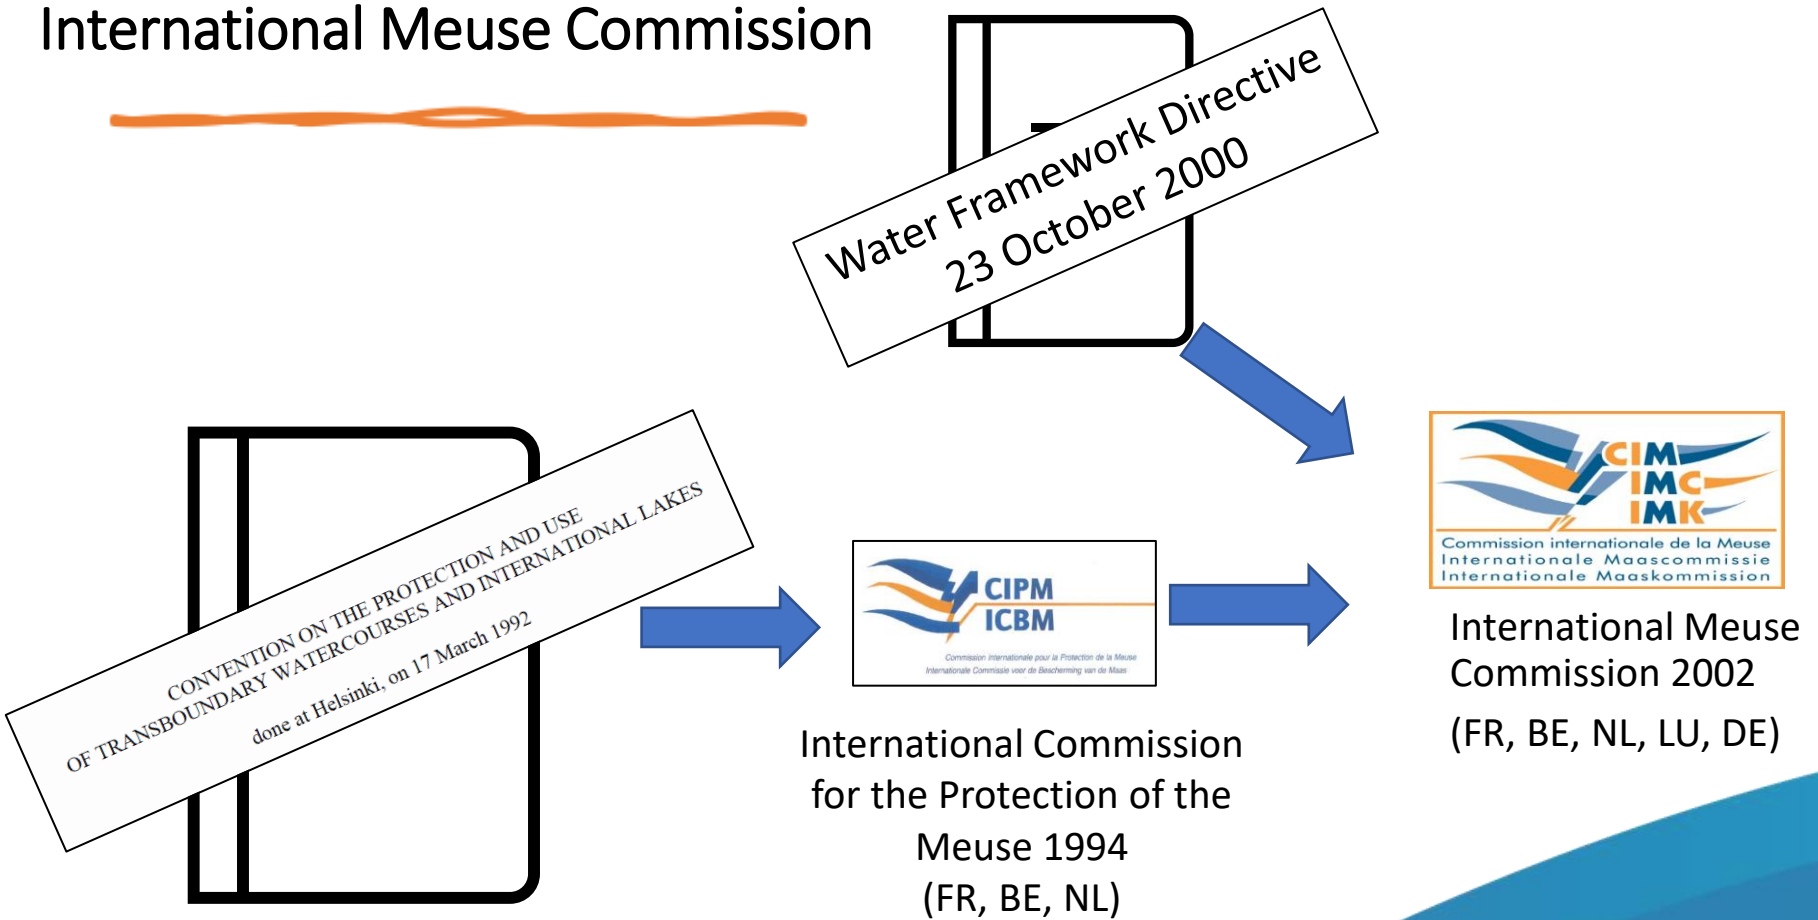 International Meuse Commission
Water Framework Directive
23 October 2000
CONVENTION ON THE PROTECTION AND USE
OF TRANSBOUNDARY WATERCOURSES AND INTERNATIONAL LAKES
done at Helsinki, on 17 March 1992
CIPM
ICBM
Commission internationale pour la Protection de la Meuse
Internationale Commissie voor de Bescherming van de Maas
International Commission
for the Protection of the
Meuse 1994
(FR, BE, NL)
CIM
IMC
IMK
Commission internationale de la Meuse
Internationale Maascommissie
Internationale Maaskommission
International Meuse
Commission 2002
(FR, BE, NL, LU, DE)